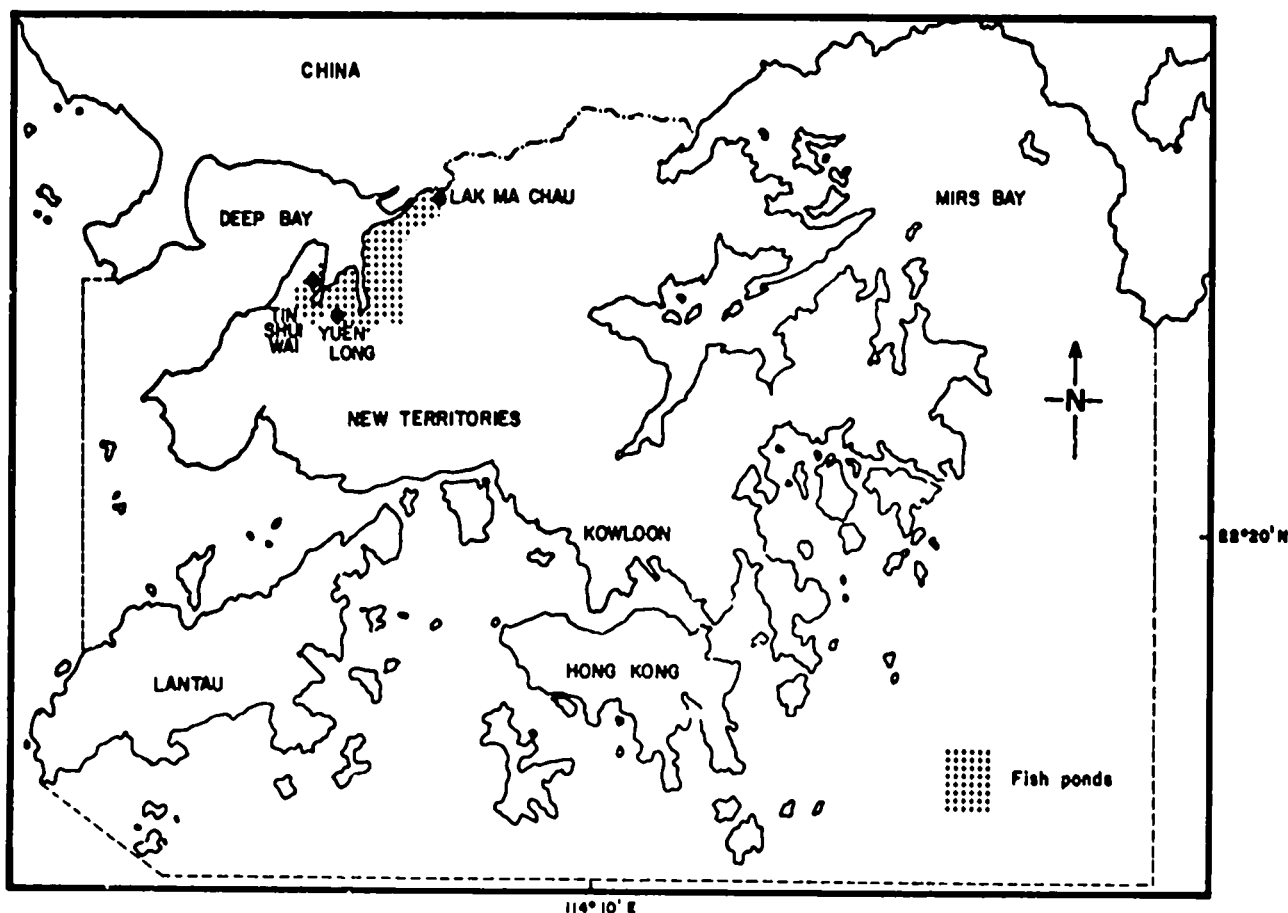 CHINA
LAK MA CHAU
MIRS BAY
DEEP BAY
TIN
SHUI
WAI
YUEN
LONG
N
NEW TERRITORIES
KOWLOON
22°20' N
LANTAU
HONG KONG
Fish ponds
114° 10' E